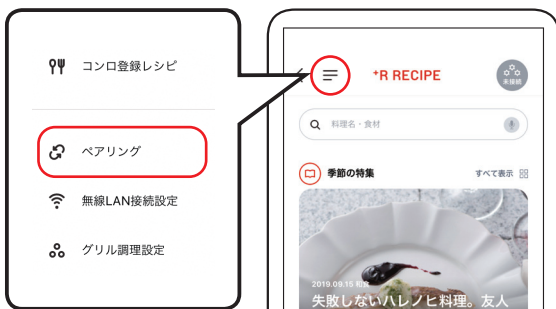 コンロ登録レシピ
ペアリング
無線LAN接続設定
グリル調理設定
+R RECIPE
未接続
料理名・食材
季節の特集
すべて表示
2019.09.15 和食
失敗しないハレノヒ料理。友人